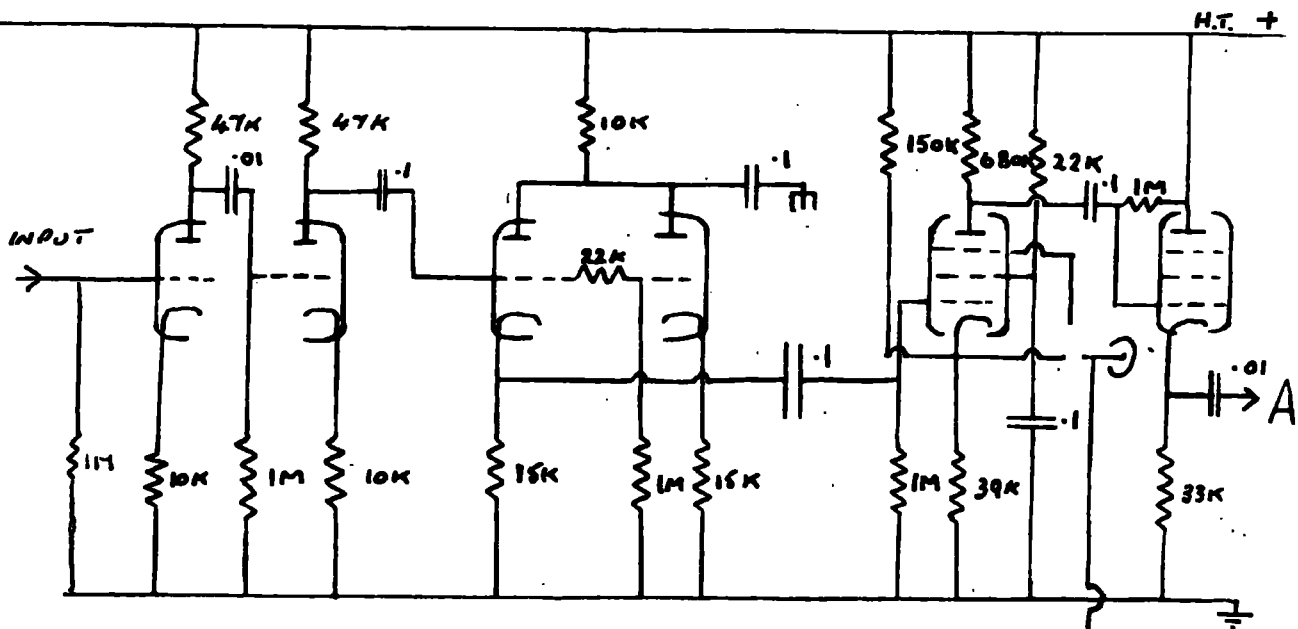 H.T. +
47K
47K
10K
150K
680K
22K
.01
.1
.1
.1
1M
INPUT
22K
.1
.01
A
.1
1M
10K
1M
10K
15K
1M
15K
1M
39K
33K